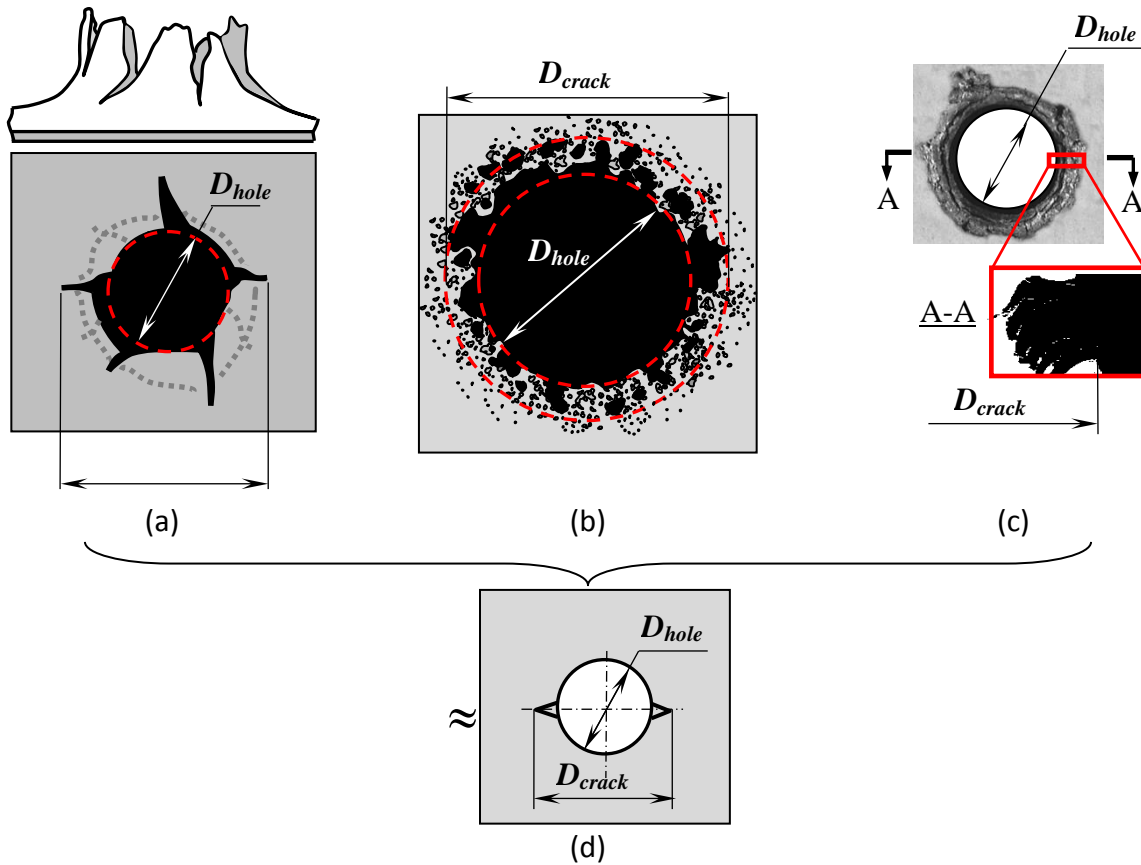 D_hole
D_crack
D_hole
D_hole
A
A
A-A
D_crack
(a)
(b)
(c)
D_hole
≈
D_crack
(d)